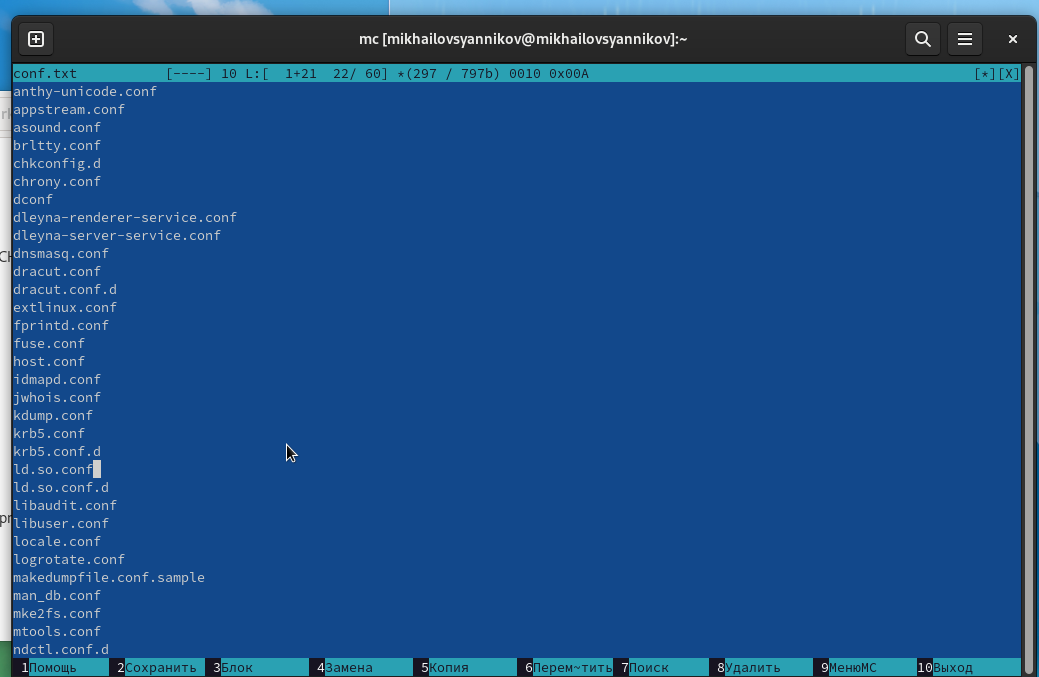 mc [mikhailovsyannikov@mikhailovsyannikov]:~
conf.txt [----] 10 L:[ 1+21 22/ 60] *(297 / 797b) 0010 0x00A [*][X]
anthy-unicode.conf
appstream.conf
asound.conf
brltty.conf
chkconfig.d
chrony.conf
dconf
dleyna-renderer-service.conf
dleyna-server-service.conf
dnsmasq.conf
dracut.conf
dracut.conf.d
extlinux.conf
fprintd.conf
fuse.conf
host.conf
idmapd.conf
jwhois.conf
kdump.conf
krb5.conf
krb5.conf.d
ld.so.conf
ld.so.conf.d
libaudit.conf
libuser.conf
locale.conf
logrotate.conf
makedumpfile.conf.sample
man_db.conf
mke2fs.conf
mtools.conf
ndctl.conf.d
1Помощь 2Сохранить 3Блок 4Замена 5Копия 6Перем~тить 7Поиск 8Удалить 9МенюMC 10Выход